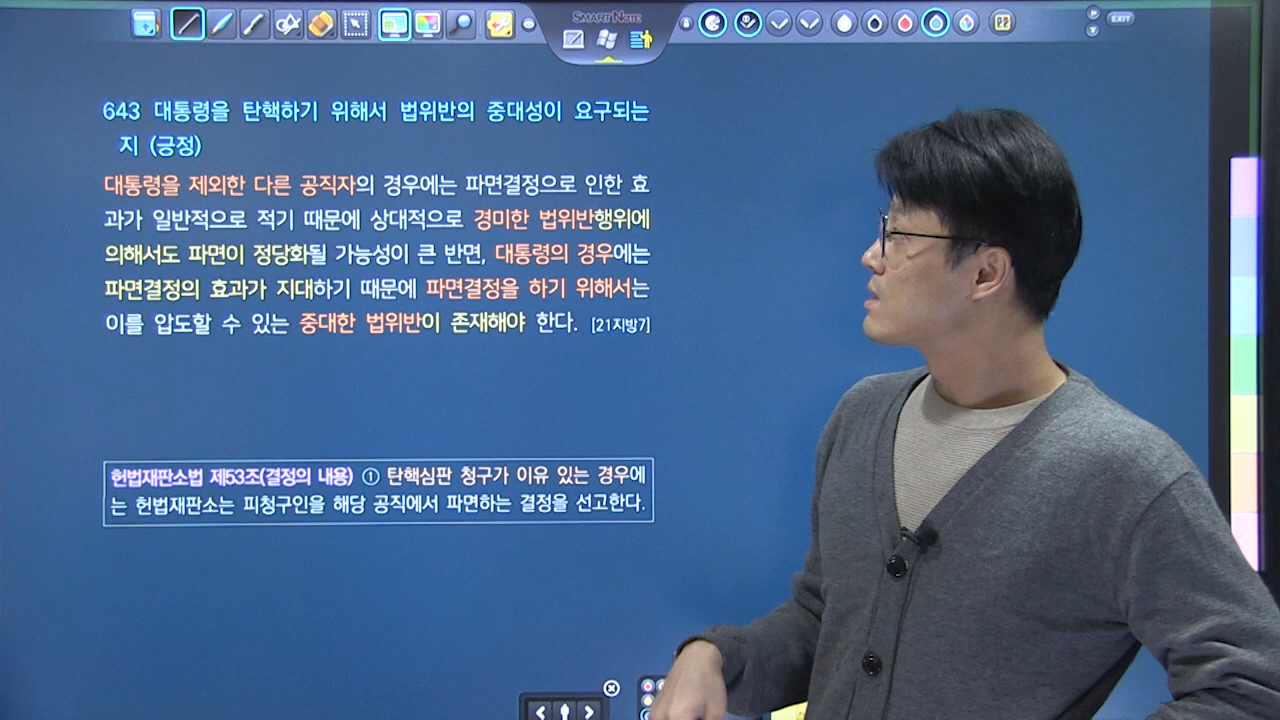 SMART NOTE
EXIT
643 대통령을 탄핵하기 위해서 법위반의 중대성이 요구되는
지 (긍정)
대통령을 제외한 다른 공직자의 경우에는 파면결정으로 인한 효
과가 일반적으로 적기 때문에 상대적으로 경미한 법위반행위에
의해서도 파면이 정당화될 가능성이 큰 반면, 대통령의 경우에는
파면결정의 효과가 지대하기 때문에 파면결정을 하기 위해서는
이를 압도할 수 있는 중대한 법위반이 존재해야 한다. [21지방7]
헌법재판소법 제53조(결정의 내용) ① 탄핵심판 청구가 이유 있는 경우에
는 헌법재판소는 피청구인을 해당 공직에서 파면하는 결정을 선고한다.